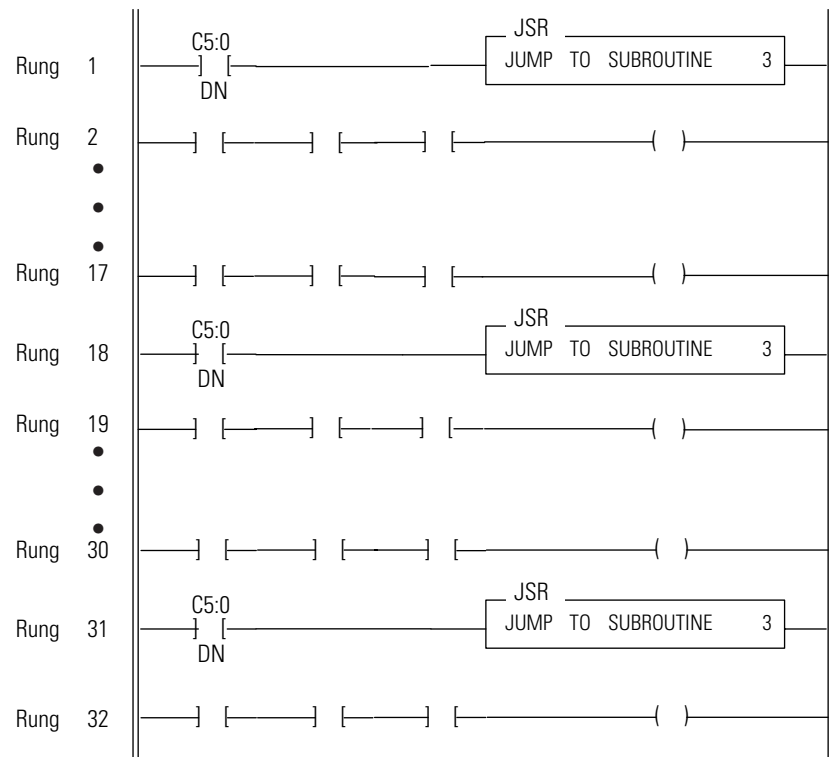 JSR
C5:0
Rung 1 ] [ JUMP TO SUBROUTINE 3
DN
Rung 2 ] [ ] [ ] [ ( )
•
•
•
Rung 17 ] [ ] [ ] [ ( )
JSR
C5:0
Rung 18 ] [ JUMP TO SUBROUTINE 3
DN
Rung 19 ] [ ] [ ] [ ( )
•
•
•
Rung 30 ] [ ] [ ] [ ( )
JSR
C5:0
Rung 31 ] [ JUMP TO SUBROUTINE 3
DN
Rung 32 ] [ ] [ ] [ ( )